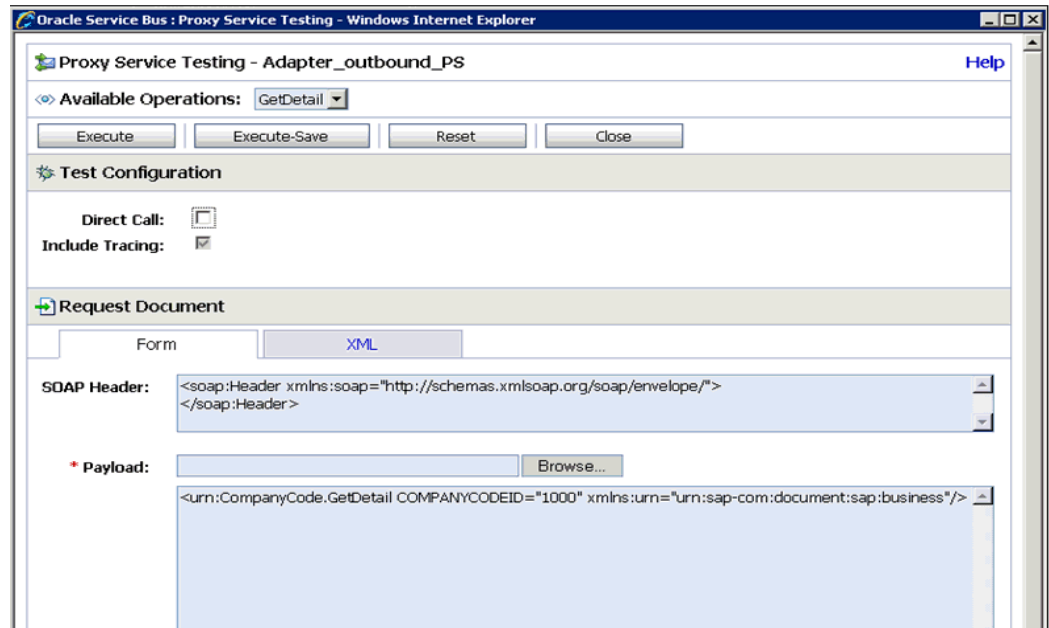 Oracle Service Bus : Proxy Service Testing - Windows Internet Explorer
Proxy Service Testing - Adapter_outbound_PS Help
Available Operations: GetDetail
Execute Execute-Save Reset Close
Test Configuration
Direct Call:
Include Tracing:
Request Document
Form XML
SOAP Header: <soap:Header xmlns:soap="http://schemas.xmlsoap.org/soap/envelope/">
</soap:Header>
* Payload: Browse...
<urn:CompanyCode.GetDetail COMPANYCODEID="1000" xmlns:urn="urn:sap-com:document:sap:business"/>